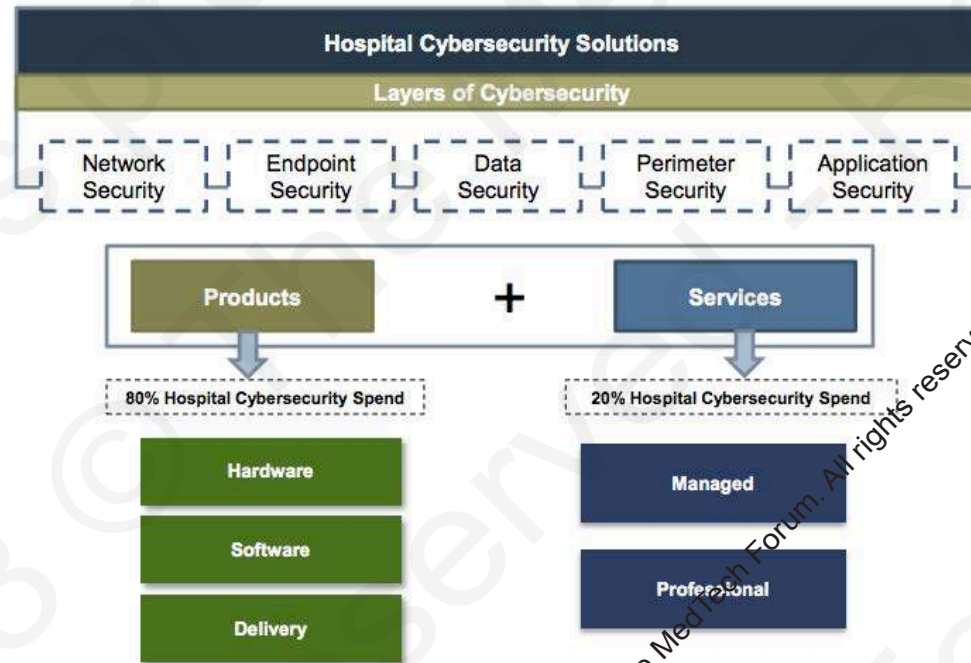 Hospital Cybersecurity Solutions
Layers of Cybersecurity
Network
Security
Endpoint
Security
Data
Security
Perimeter
Security
Application
Security
Products
+
Services
80% Hospital Cybersecurity Spend
20% Hospital Cybersecurity Spend
Hardware
Software
Delivery
Managed
Professional
MedTech Forum. All rights reserv